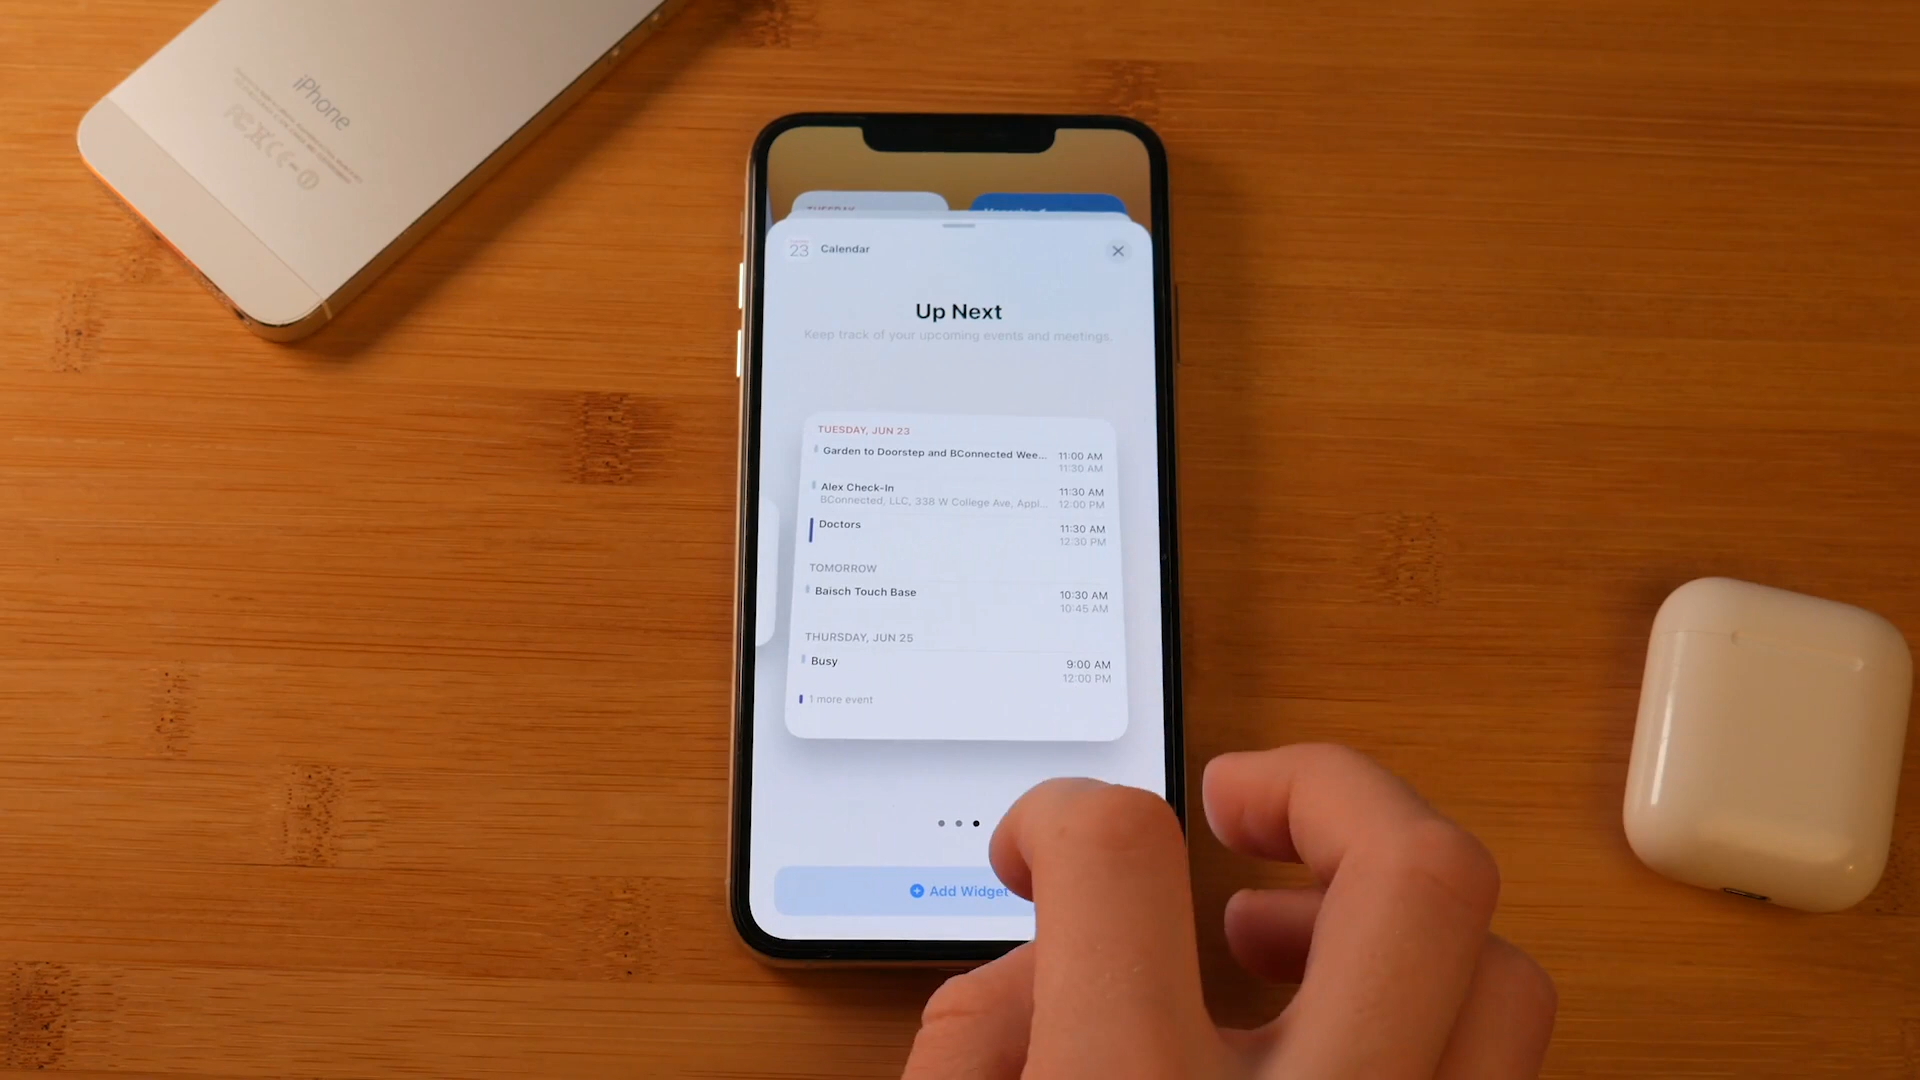 iPhone
TUESDAY
23 Calendar
Up Next
Keep track of your upcoming events and meetings.
TUESDAY, JUN 23
Garden to Doorstep and BConnected Wee... 11:00 AM
11:30 AM
Alex Check-In 11:30 AM
BConnected, LLC, 338 W College Ave, Appl... 12:00 PM
Doctors 11:30 AM
12:30 PM
TOMORROW
Baisch Touch Base 10:30 AM
10:45 AM
THURSDAY, JUN 25
Busy 9:00 AM
12:00 PM
1 more event
Add Widget